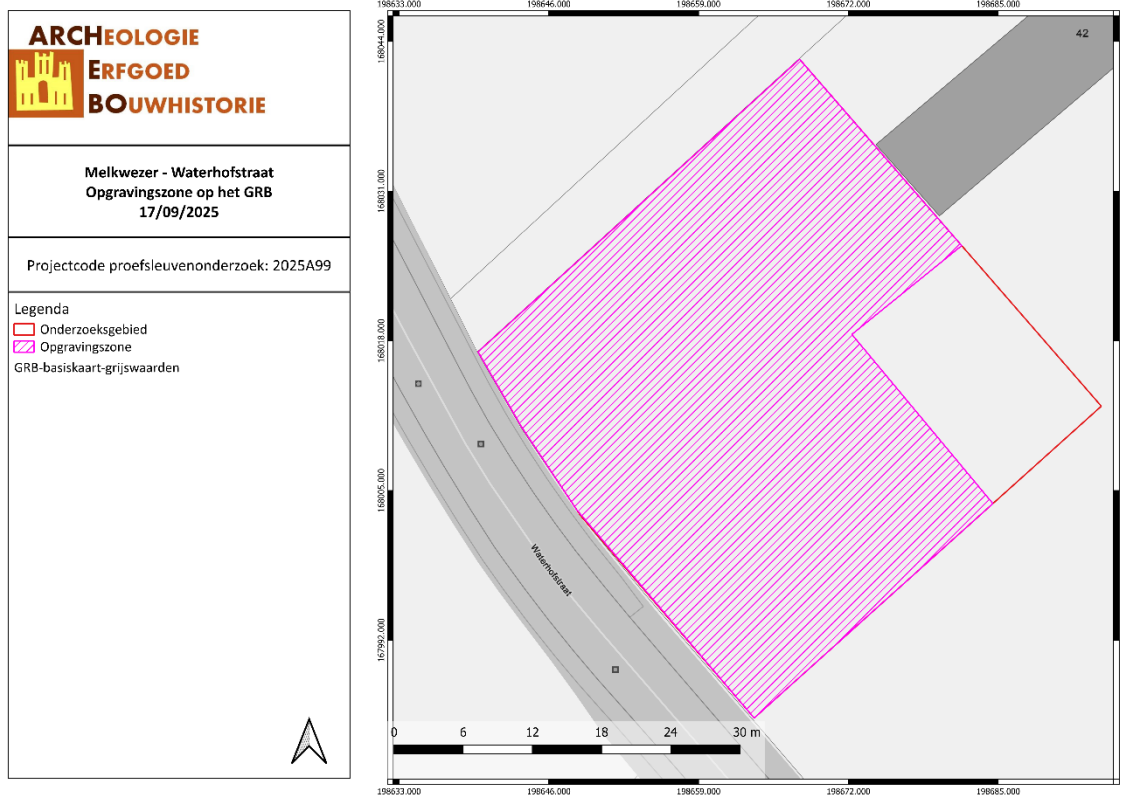 ARCHEOLOGIE
ERFGOED
BOUWHISTORIE
Melkwezer - Waterhofstraat
Opgravingszone op het GRB
17/09/2025
Projectcode proefsleuvenonderzoek: 2025A99
Legenda
Onderzoeksgebied
Opgravingszone
GRB-basiskaart-grijswaarden
198633.000 198646.000 198659.000 198672.000 198685.000
168044.000
168031.000
168018.000
168005.000
167992.000
42
Waterhofstraat
0 6 12 18 24 30 m
198633.000 198646.000 198659.000 198672.000 198685.000